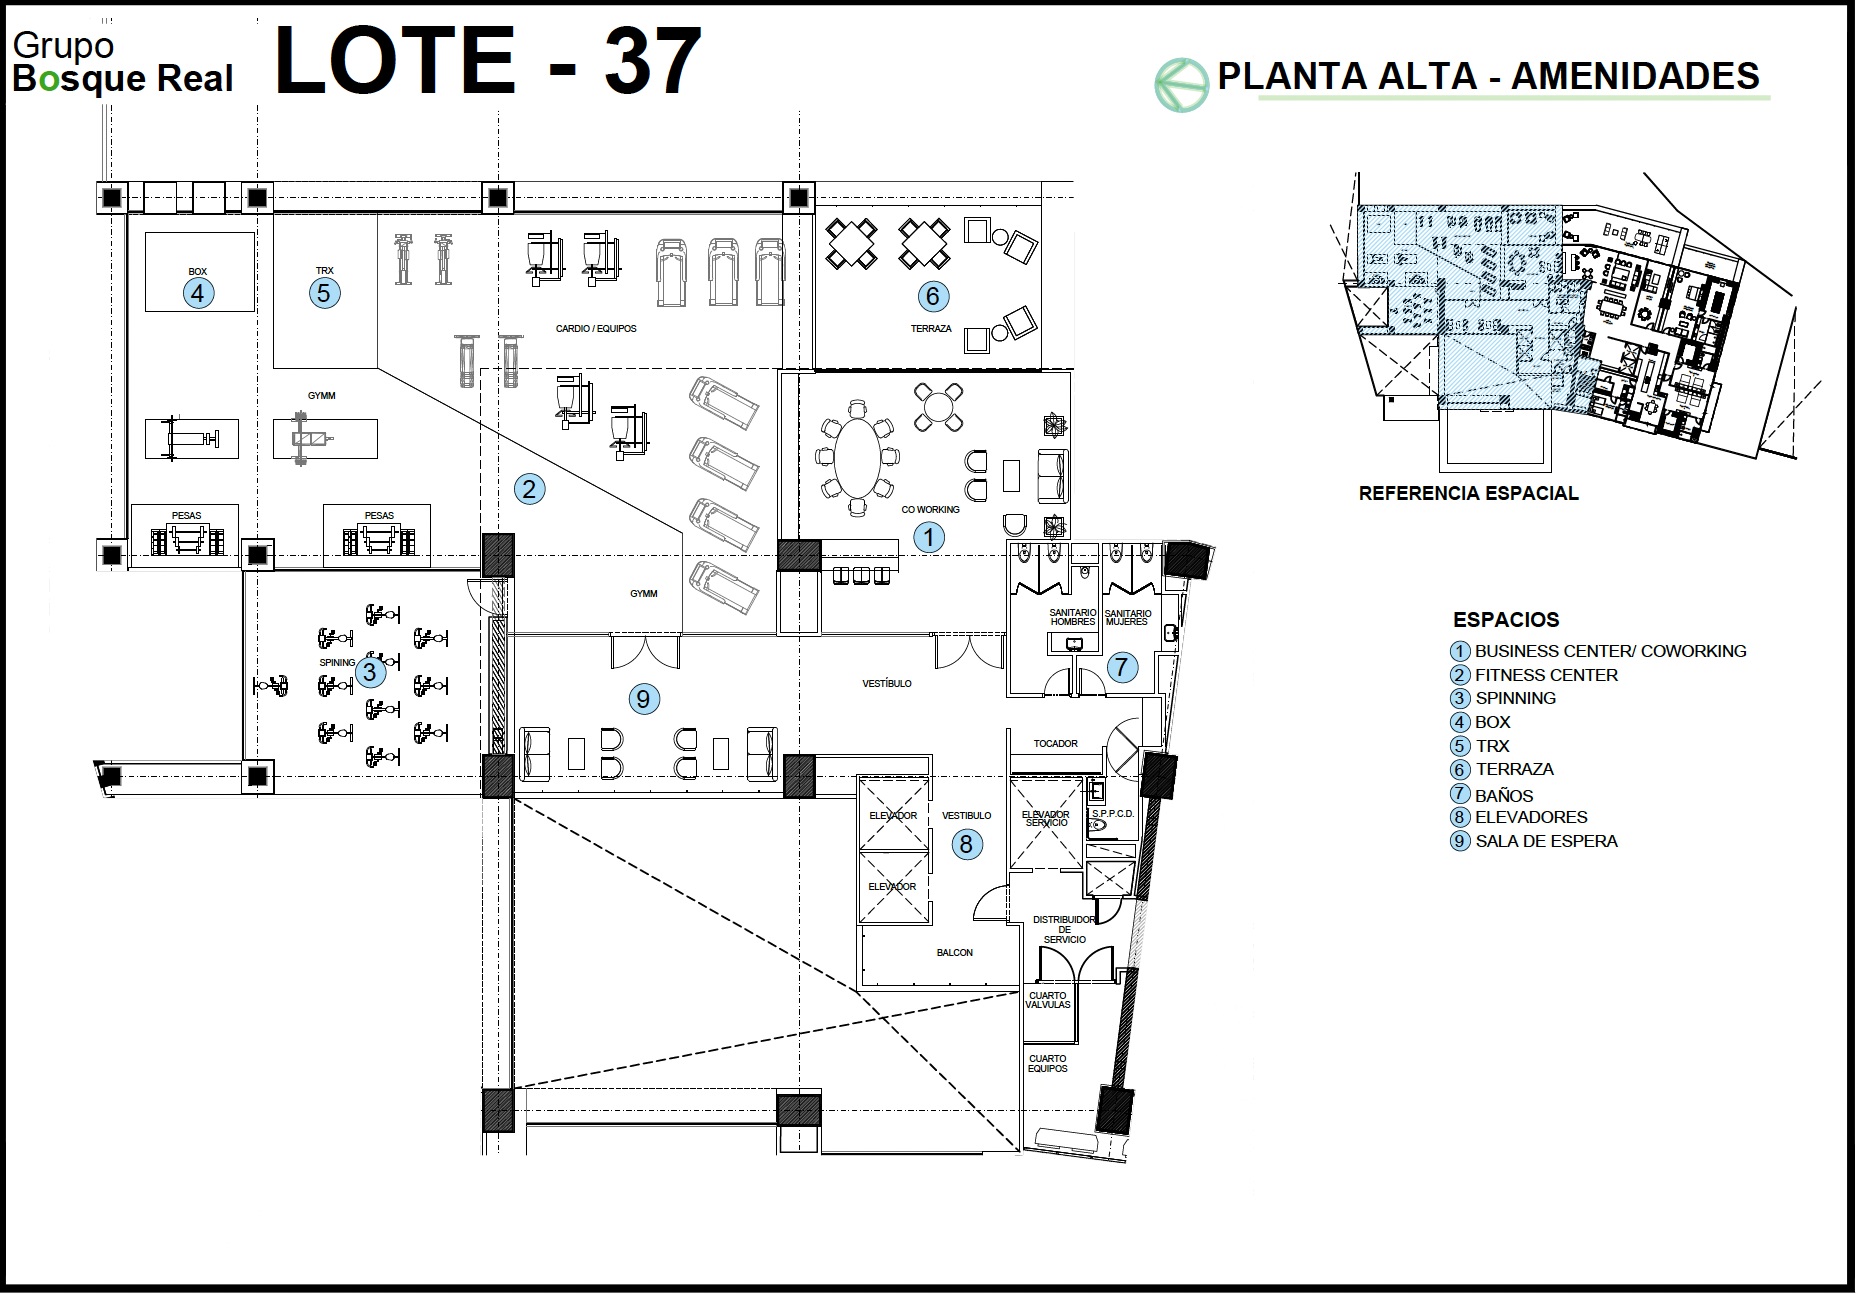 Grupo
Bosque Real
LOTE - 37
PLANTA ALTA - AMENIDADES
BOX
4
TRX
5
CARDIO / EQUIPOS
6
TERRAZA
GYMM
2
PESAS
PESAS
CO WORKING
1
GYMM
SANITARIO
HOMBRES
SANITARIO
MUJERES
7
SPINING
3
9
VESTÍBULO
TOCADOR
ELEVADOR
VESTIBULO
8
ELEVADOR
SERVICIO
S.P.P.C.D.
ELEVADOR
DISTRIBUIDOR
DE
SERVICIO
BALCON
CUARTO
VALVULAS
CUARTO
EQUIPOS
REFERENCIA ESPACIAL
ESPACIOS
1 BUSINESS CENTER/ COWORKING
2 FITNESS CENTER
3 SPINNING
4 BOX
5 TRX
6 TERRAZA
7 BAÑOS
8 ELEVADORES
9 SALA DE ESPERA